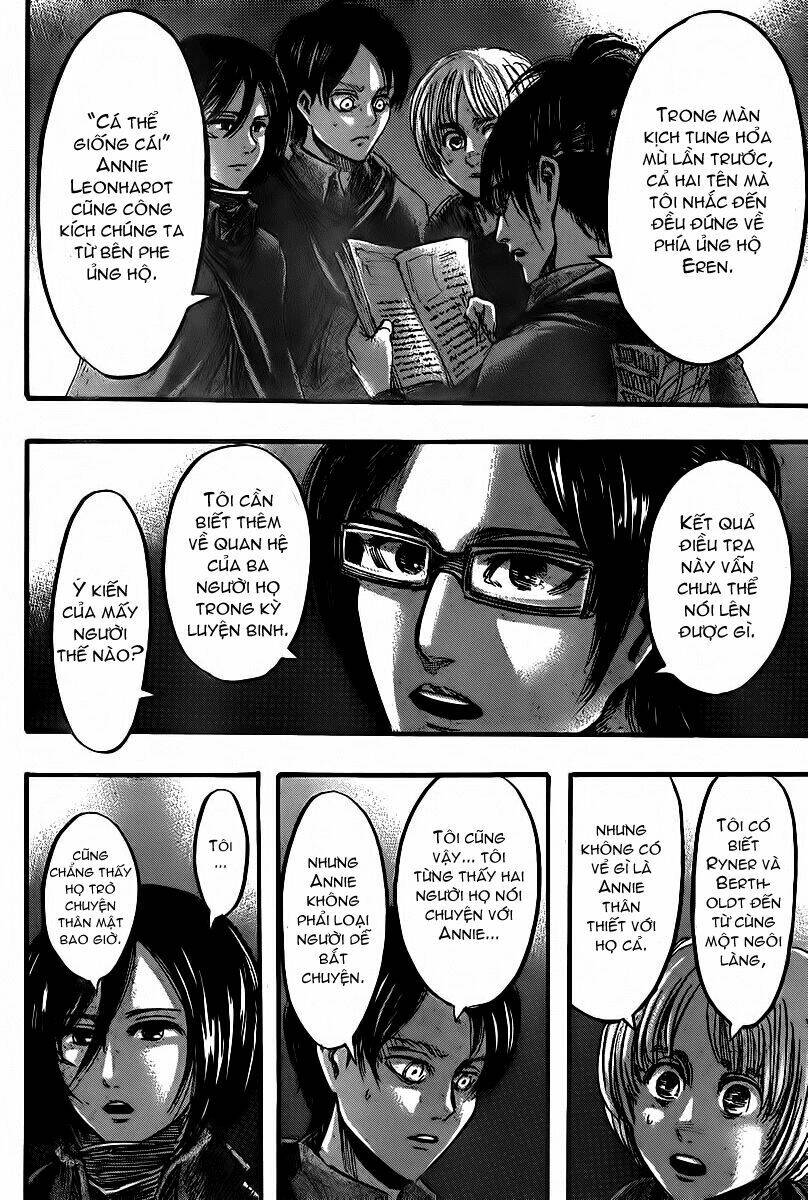 TRONG MÀN
KỊCH TUNG HỎA
MÙ LẦN TRƯỚC,
CẢ HAI TÊN MÀ
TÔI NHẮC ĐẾN
ĐỀU ĐÚNG VỀ
PHÍA ỦNG HỘ
EREN.
“CÁ THỂ
GIỐNG CÁI”
ANNIE
LEONHARDT
CŨNG CÔNG
KÍCH CHÚNG TA
TỪ BÊN PHE
ỦNG HỘ.
KẾT QUẢ
ĐIỀU TRA
NÀY VẪN
CHƯA THỂ
NÓI LÊN
ĐƯỢC GÌ.
TÔI CẦN
BIẾT THÊM
VỀ QUAN HỆ
CỦA BA
NGƯỜI HỌ
TRONG KỲ
LUYỆN BINH.
Ý KIẾN
CỦA MẤY
NGƯỜI
THẾ NÀO?
TÔI CÓ
BIẾT
RYNER VÀ
BERTH-
OLDT ĐẾN
TỪ CÙNG
MỘT NGÔI
LÀNG,
NHƯNG
KHÔNG CÓ
VẺ GÌ LÀ
ANNIE
THÂN
THIẾT VỚI
HỌ CẢ.
TÔI CŨNG
VẬY... TÔI
TỪNG THẤY HAI
NGƯỜI HỌ NÓI
CHUYỆN VỚI
ANNIE...
NHƯNG
ANNIE
KHÔNG
PHẢI LOẠI
NGƯỜI DỄ
BẮT
CHUYỆN.
TÔI
...
CŨNG
CHẲNG THẤY
HỌ TRÒ
CHUYỆN
THÂN MẬT
BAO GIỜ.